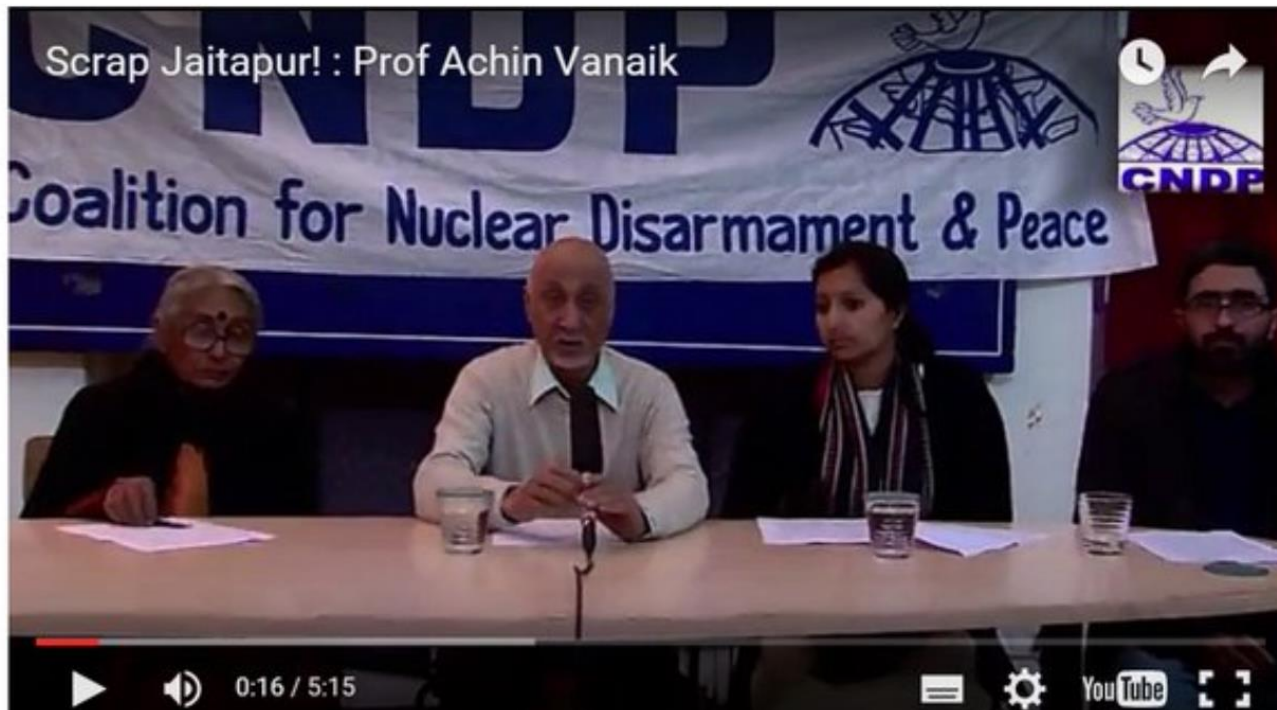 Scrap Jaitapur! : Prof Achin Vanaik
CNDP
CNDP
Coalition for Nuclear Disarmament & Peace
0:16 / 5:15
YouTube